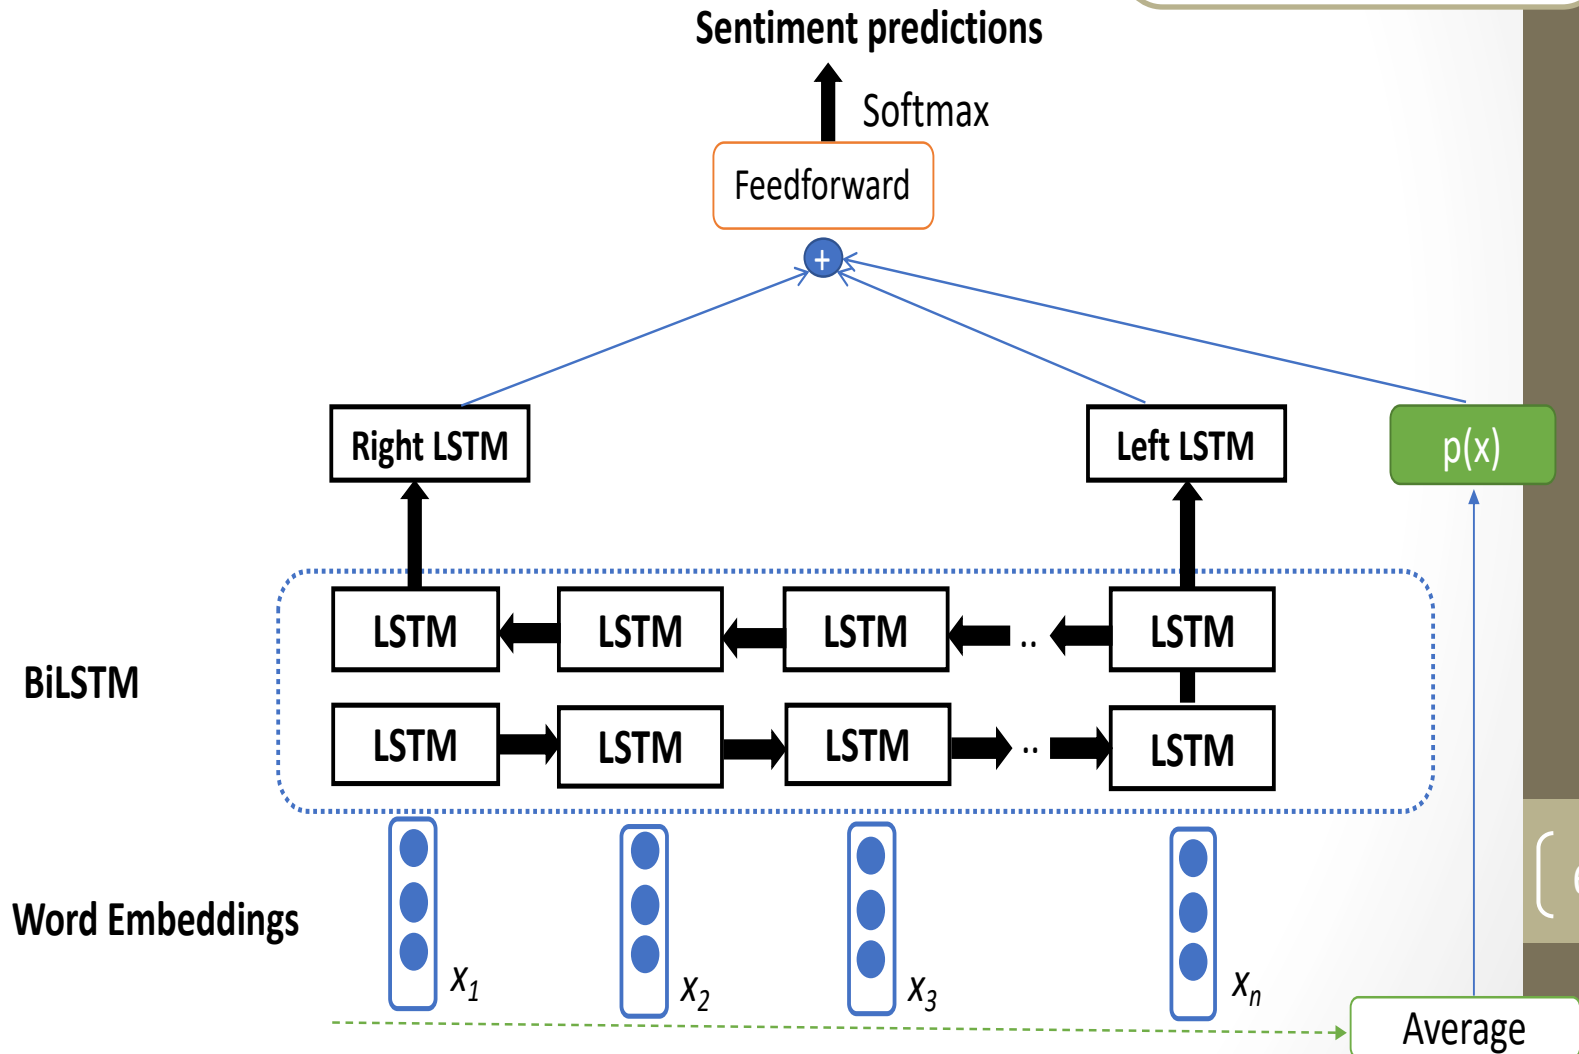 Sentiment predictions
Softmax
Feedforward
+
Right LSTM
Left LSTM
p(x)
LSTM LSTM LSTM .. LSTM
BiLSTM
LSTM LSTM LSTM .. LSTM
Word Embeddings
x1 x2 x3 xn
Average